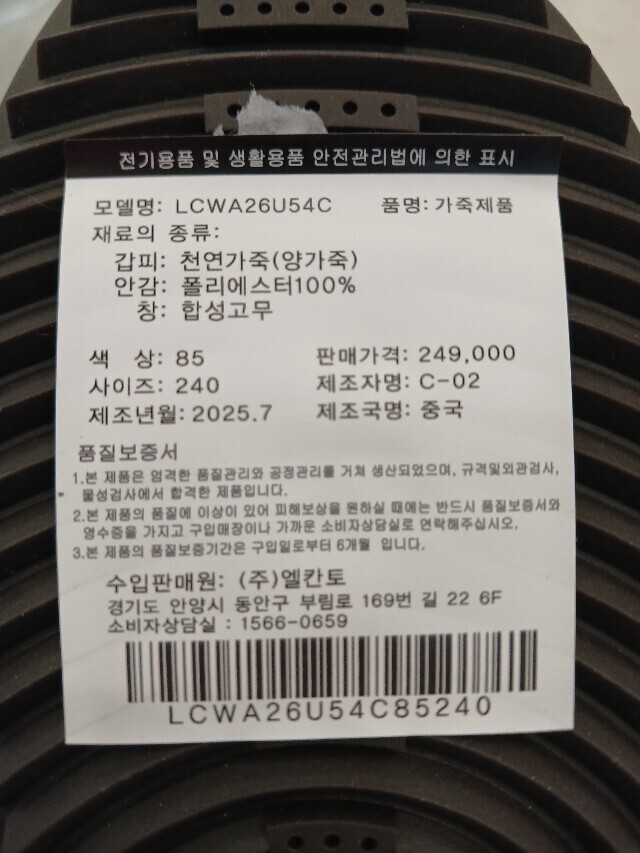 전기용품 및 생활용품 안전관리법에 의한 표시
모델명: LCWA26U54C 품명: 가죽제품
재료의 종류:
갑피: 천연가죽(양가죽)
안감: 폴리에스터100%
창: 합성고무
색 상: 85 판매가격: 249,000
사이즈: 240 제조자명: C-02
제조년월: 2025.7 제조국명: 중국
품질보증서
1.본 제품은 엄격한 품질관리와 공정관리를 거쳐 생산되었으며, 규격및외관검사,
물성검사에서 합격한 제품입니다.
2.본 제품의 품질에 이상이 있어 피해보상을 원하실 때에는 반드시 품질보증서와
영수증을 가지고 구입매장이나 가까운 소비자상담실로 연락해주십시오.
3.본 제품의 품질보증기간은 구입일로부터 6개월 입니다.
수입판매원: (주)엘칸토
경기도 안양시 동안구 부림로 169번 길 22 6F
소비자상담실 : 1566-0659
LCWA26U54C85240